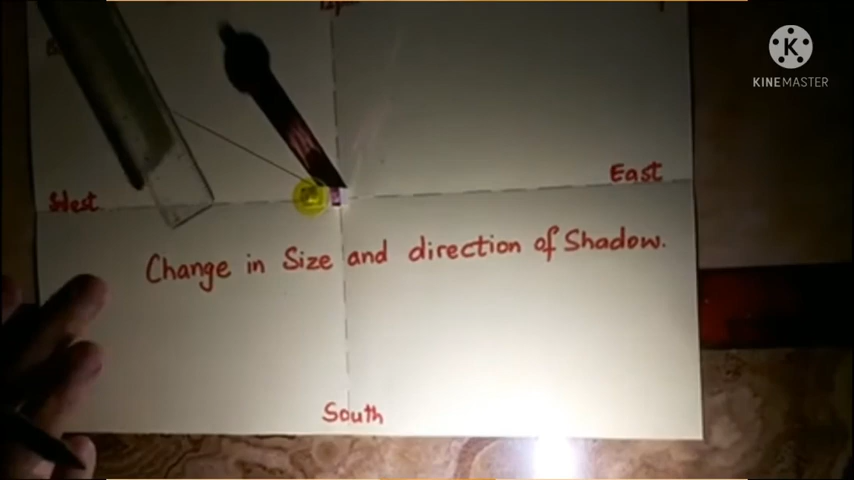 KINEMASTER
East
West
Change in Size and direction of Shadow.
South